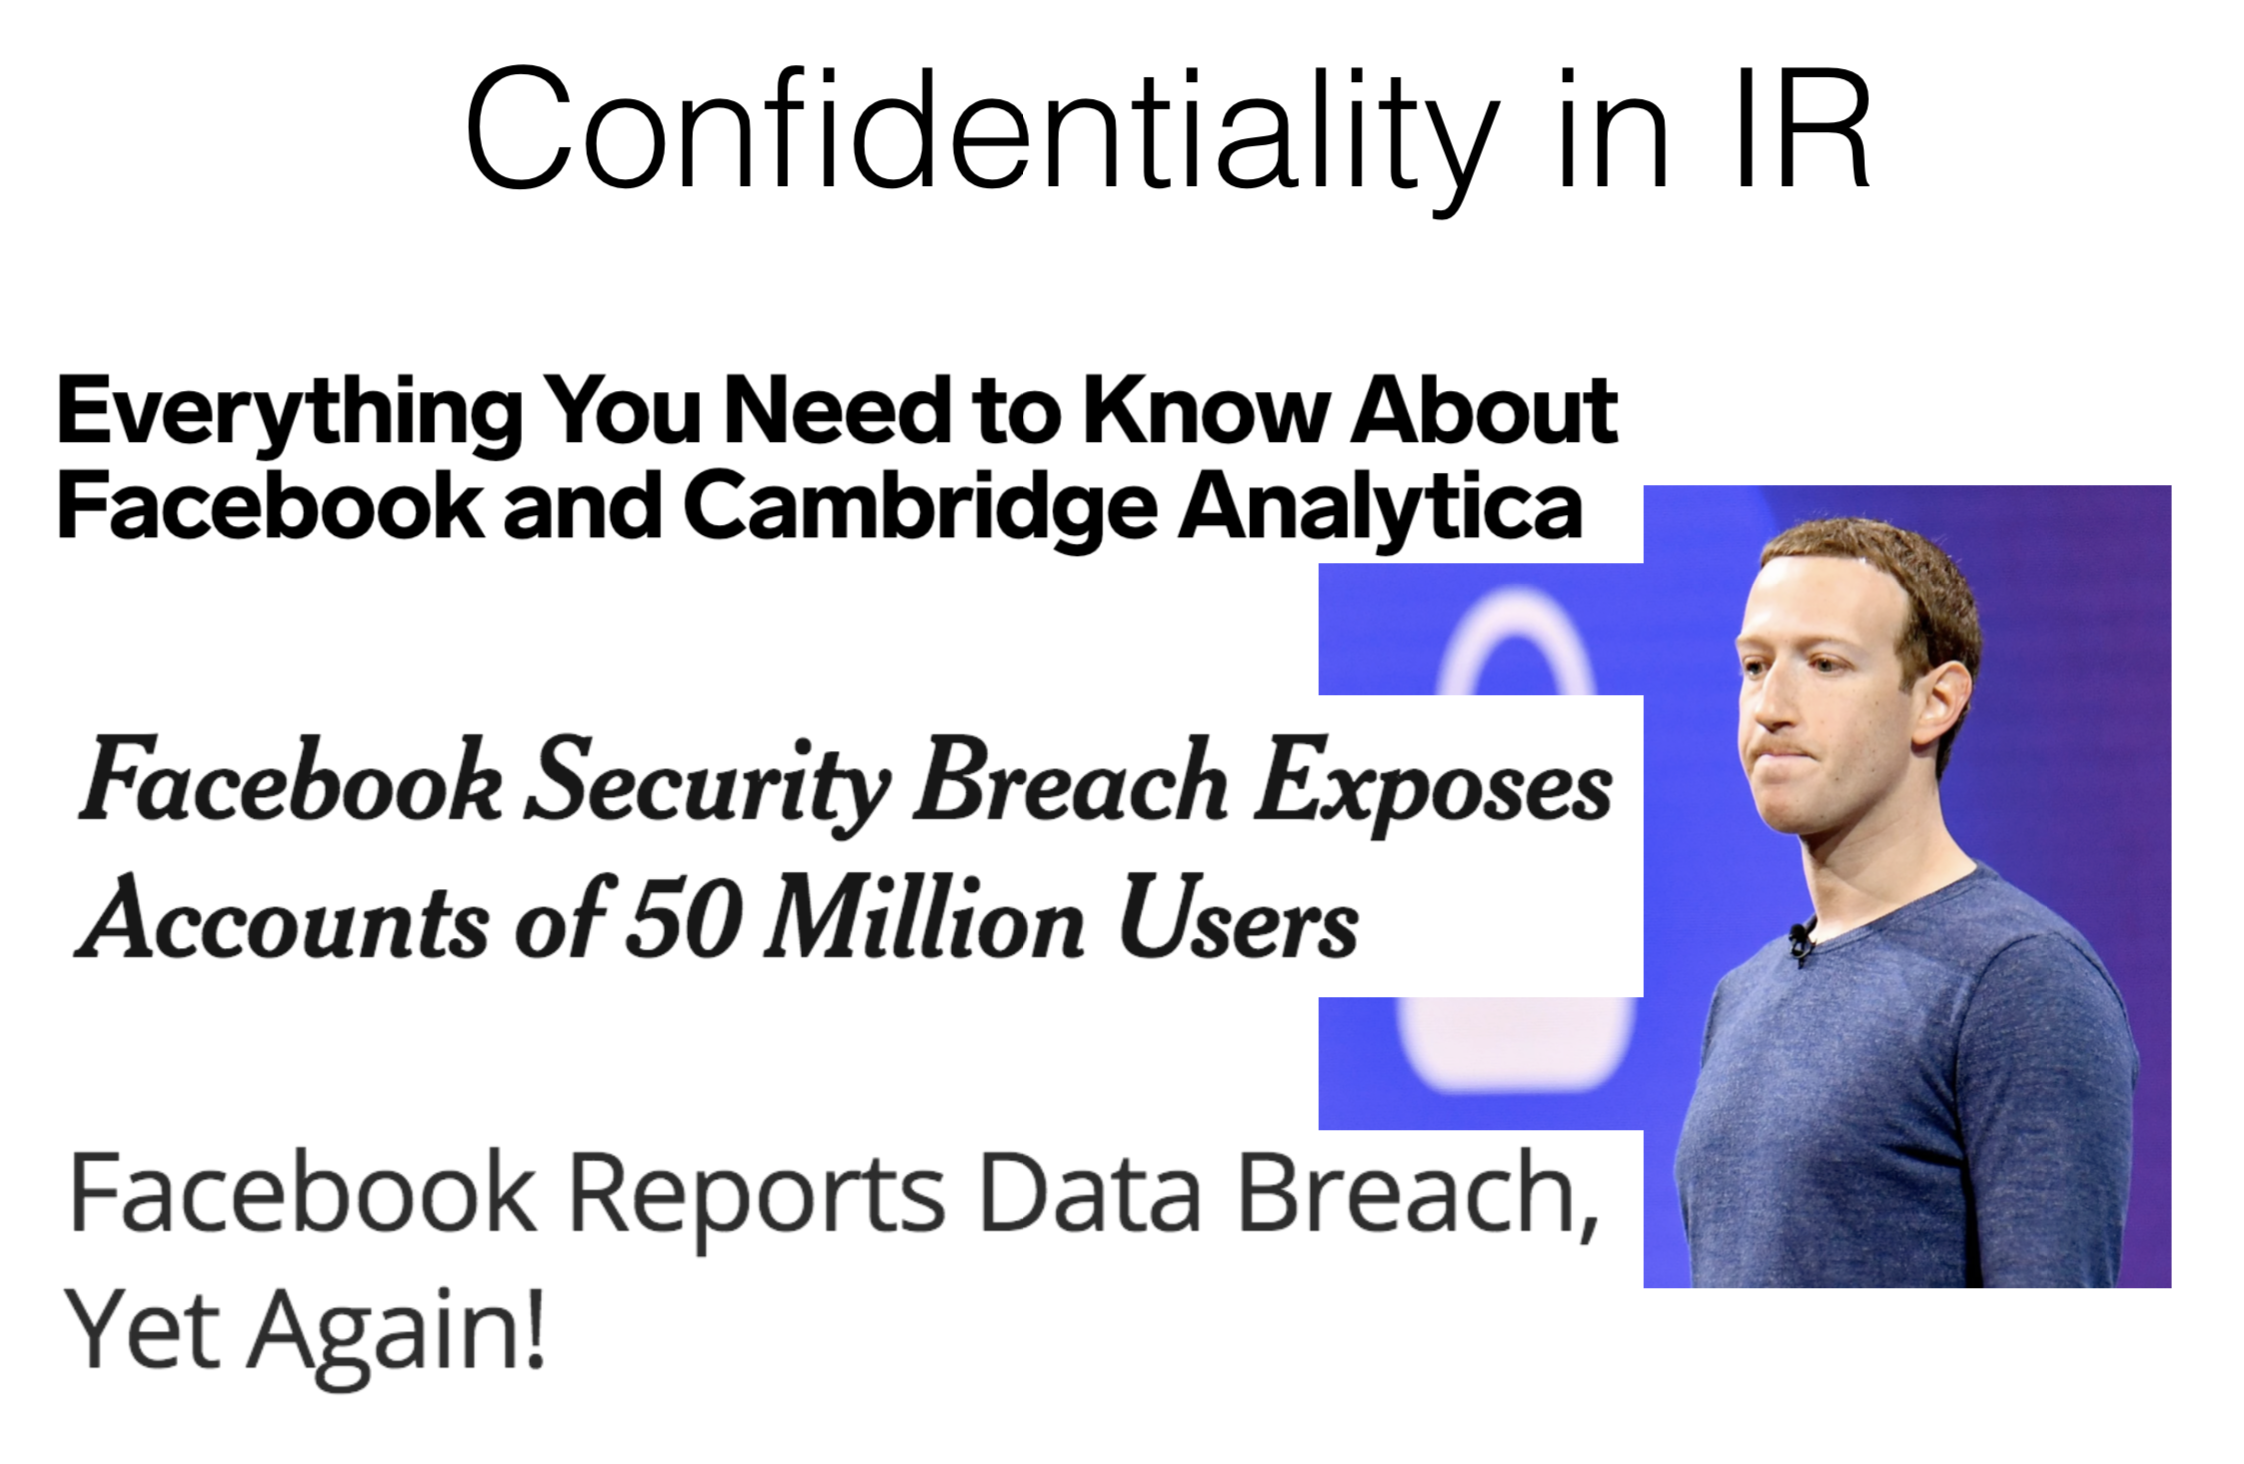 Confidentiality in IR
Everything You Need to Know About
Facebook and Cambridge Analytica
Facebook Security Breach Exposes
Accounts of 50 Million Users
Facebook Reports Data Breach,
Yet Again!